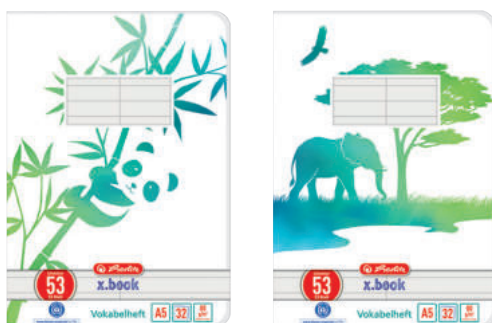 Herlitz
x.book
53
Vokabelheft
A5
32
Herlitz
x.book
53
Vokabelheft
A5
32